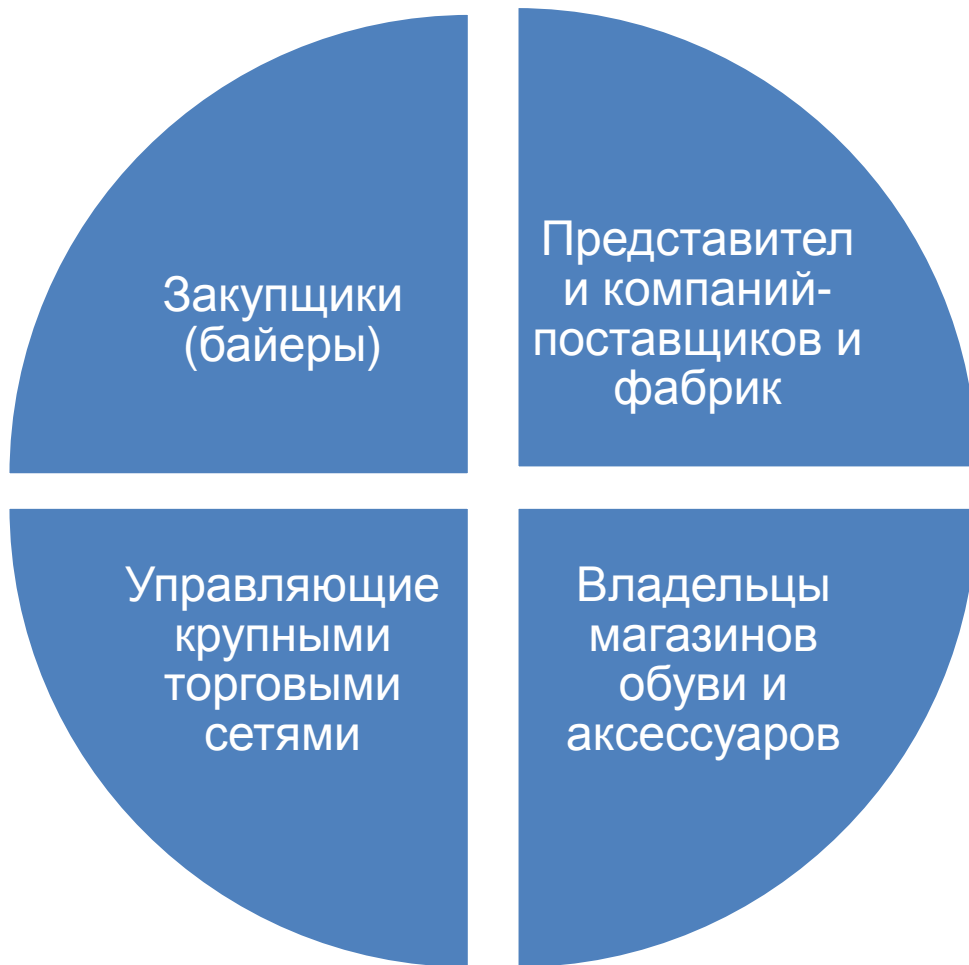 Закупщики
(байеры)
Представител
и компаний-
поставщиков и
фабрик
Управляющие
крупными
торговыми
сетями
Владельцы
магазинов
обуви и
аксессуаров